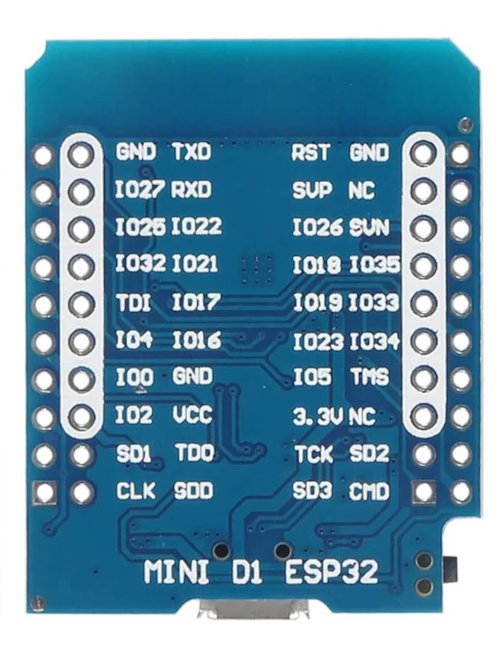 GND TXD RST GND
IO27 RXD SVP NC
IO25 IO22 IO26 SVN
IO32 IO21 IO18 IO35
TDI IO17 IO19 IO33
IO4 IO16 IO23 IO34
IO0 GND IO5 TMS
IO2 VCC 3.3V NC
SD1 TDO TCK SD2
CLK SDD SD3 CMD
MINI D1 ESP32